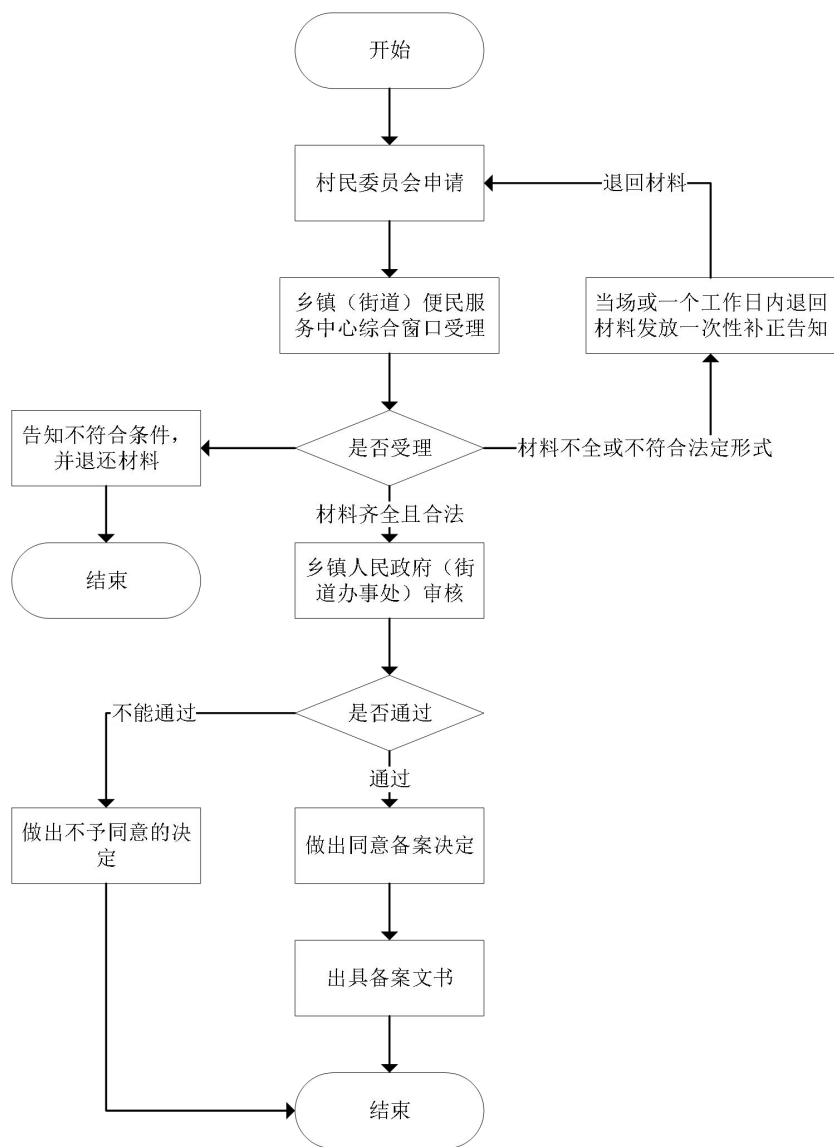 开始
村民委员会申请
退回材料
乡镇（街道）便民服
务中心综合窗口受理
当场或一个工作日内退回
材料发放一次性补正告知
告知不符合条件，
并退还材料
是否受理
材料不全或不符合法定形式
材料齐全且合法
结束
乡镇人民政府（街
道办事处）审核
不能通过
是否通过
通过
做出不予同意的决
定
做出同意备案决定
出具备案文书
结束